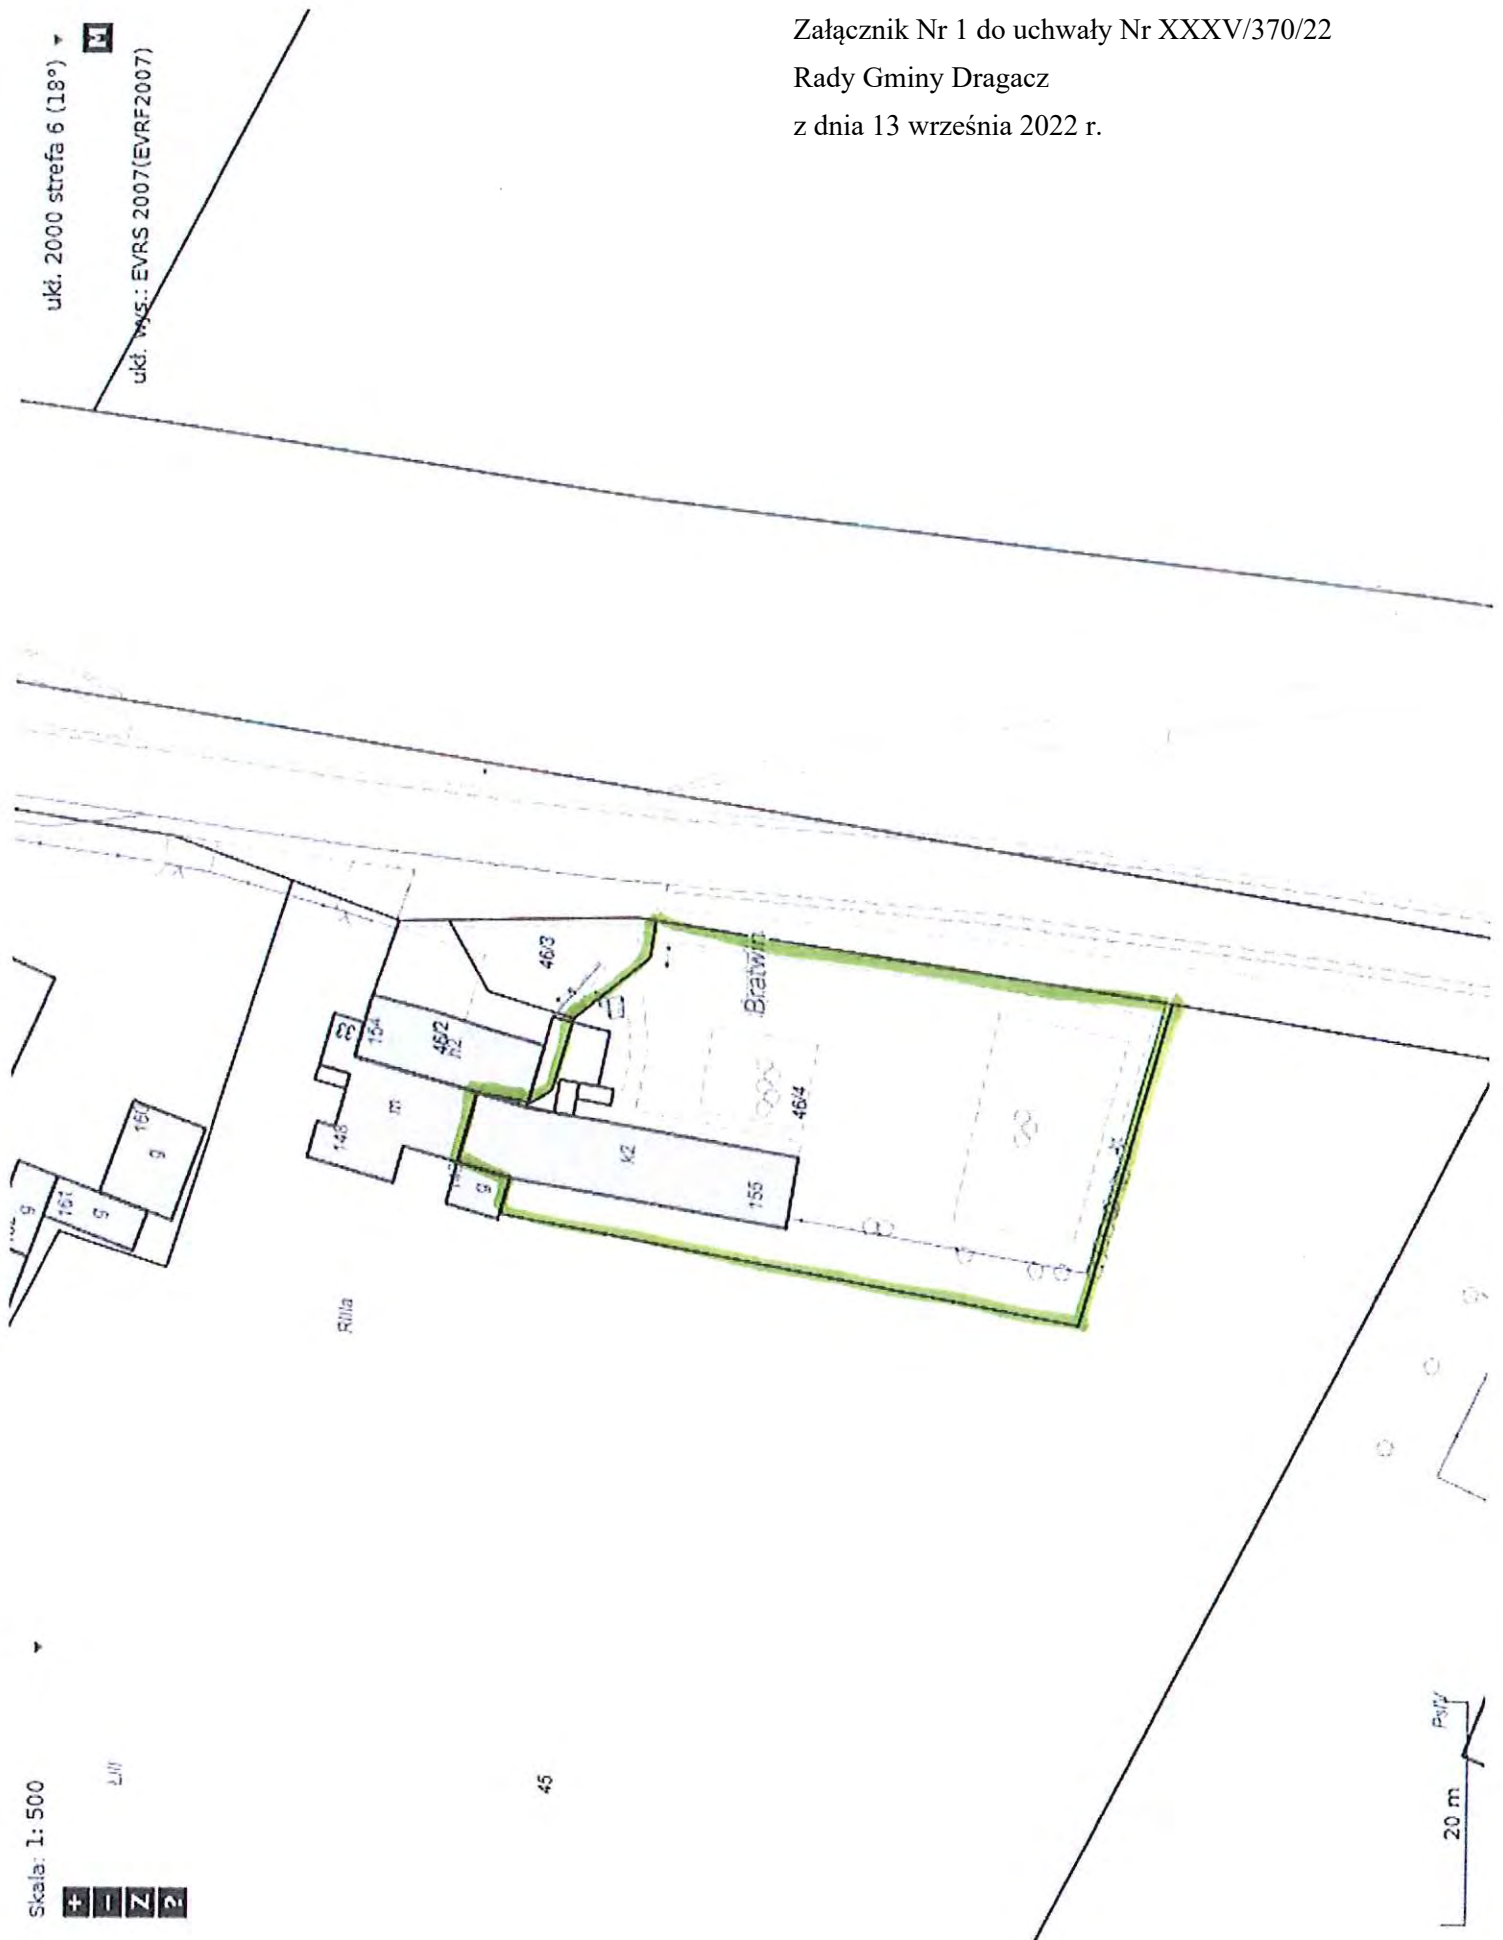 Załącznik Nr 1 do uchwały Nr XXXV/370/22
Rady Gminy Dragacz
z dnia 13 września 2022 r.
Skala: 1: 500
+
−
Z
?
ukł. 2000 strefa 6 (18°)
M
ukł. wys.: EVRS 2007(EVRF2007)
161
g
160
g
g
148
m
154
46/2
46/3
g
k2
155
46/4
RIIIa
45
20 m